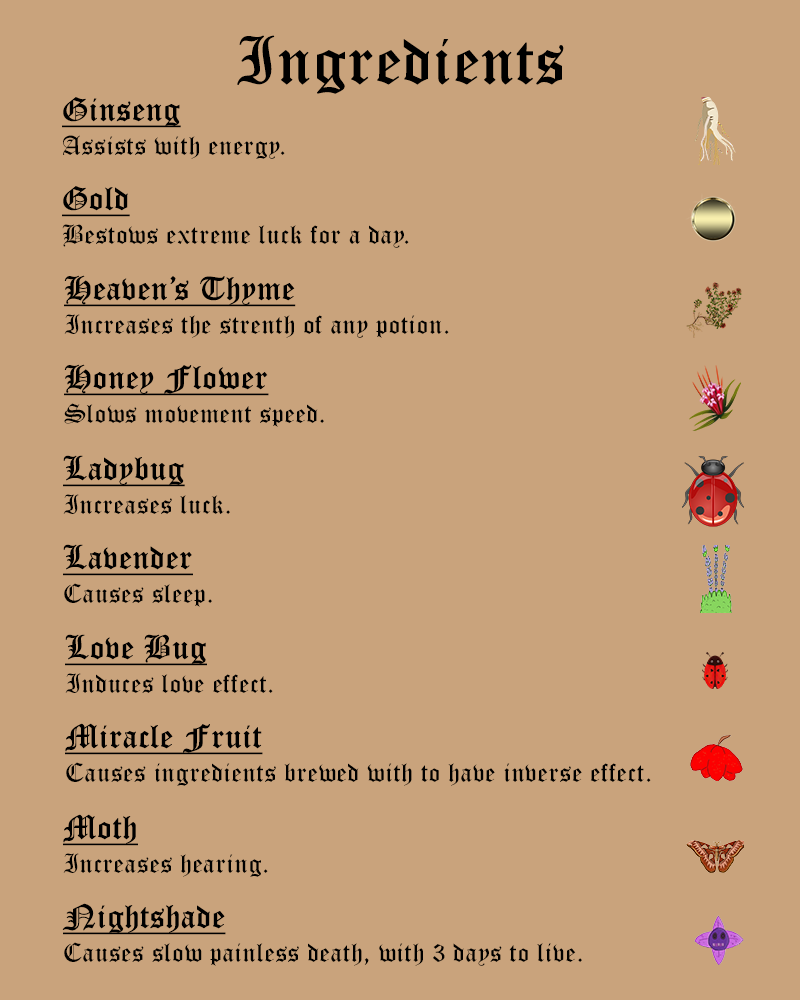 Ingredients
Ginseng
Assists with energy.
Gold
Bestows extreme luck for a day.
Heaven's Thyme
Increases the strenth of any potion.
Honey Flower
Slows movement speed.
Ladybug
Increases luck.
Lavender
Causes sleep.
Love Bug
Induces love effect.
Miracle Fruit
Causes ingredients brewed with to have inverse effect.
Moth
Increases hearing.
Nightshade
Causes slow painless death, with 3 days to live.